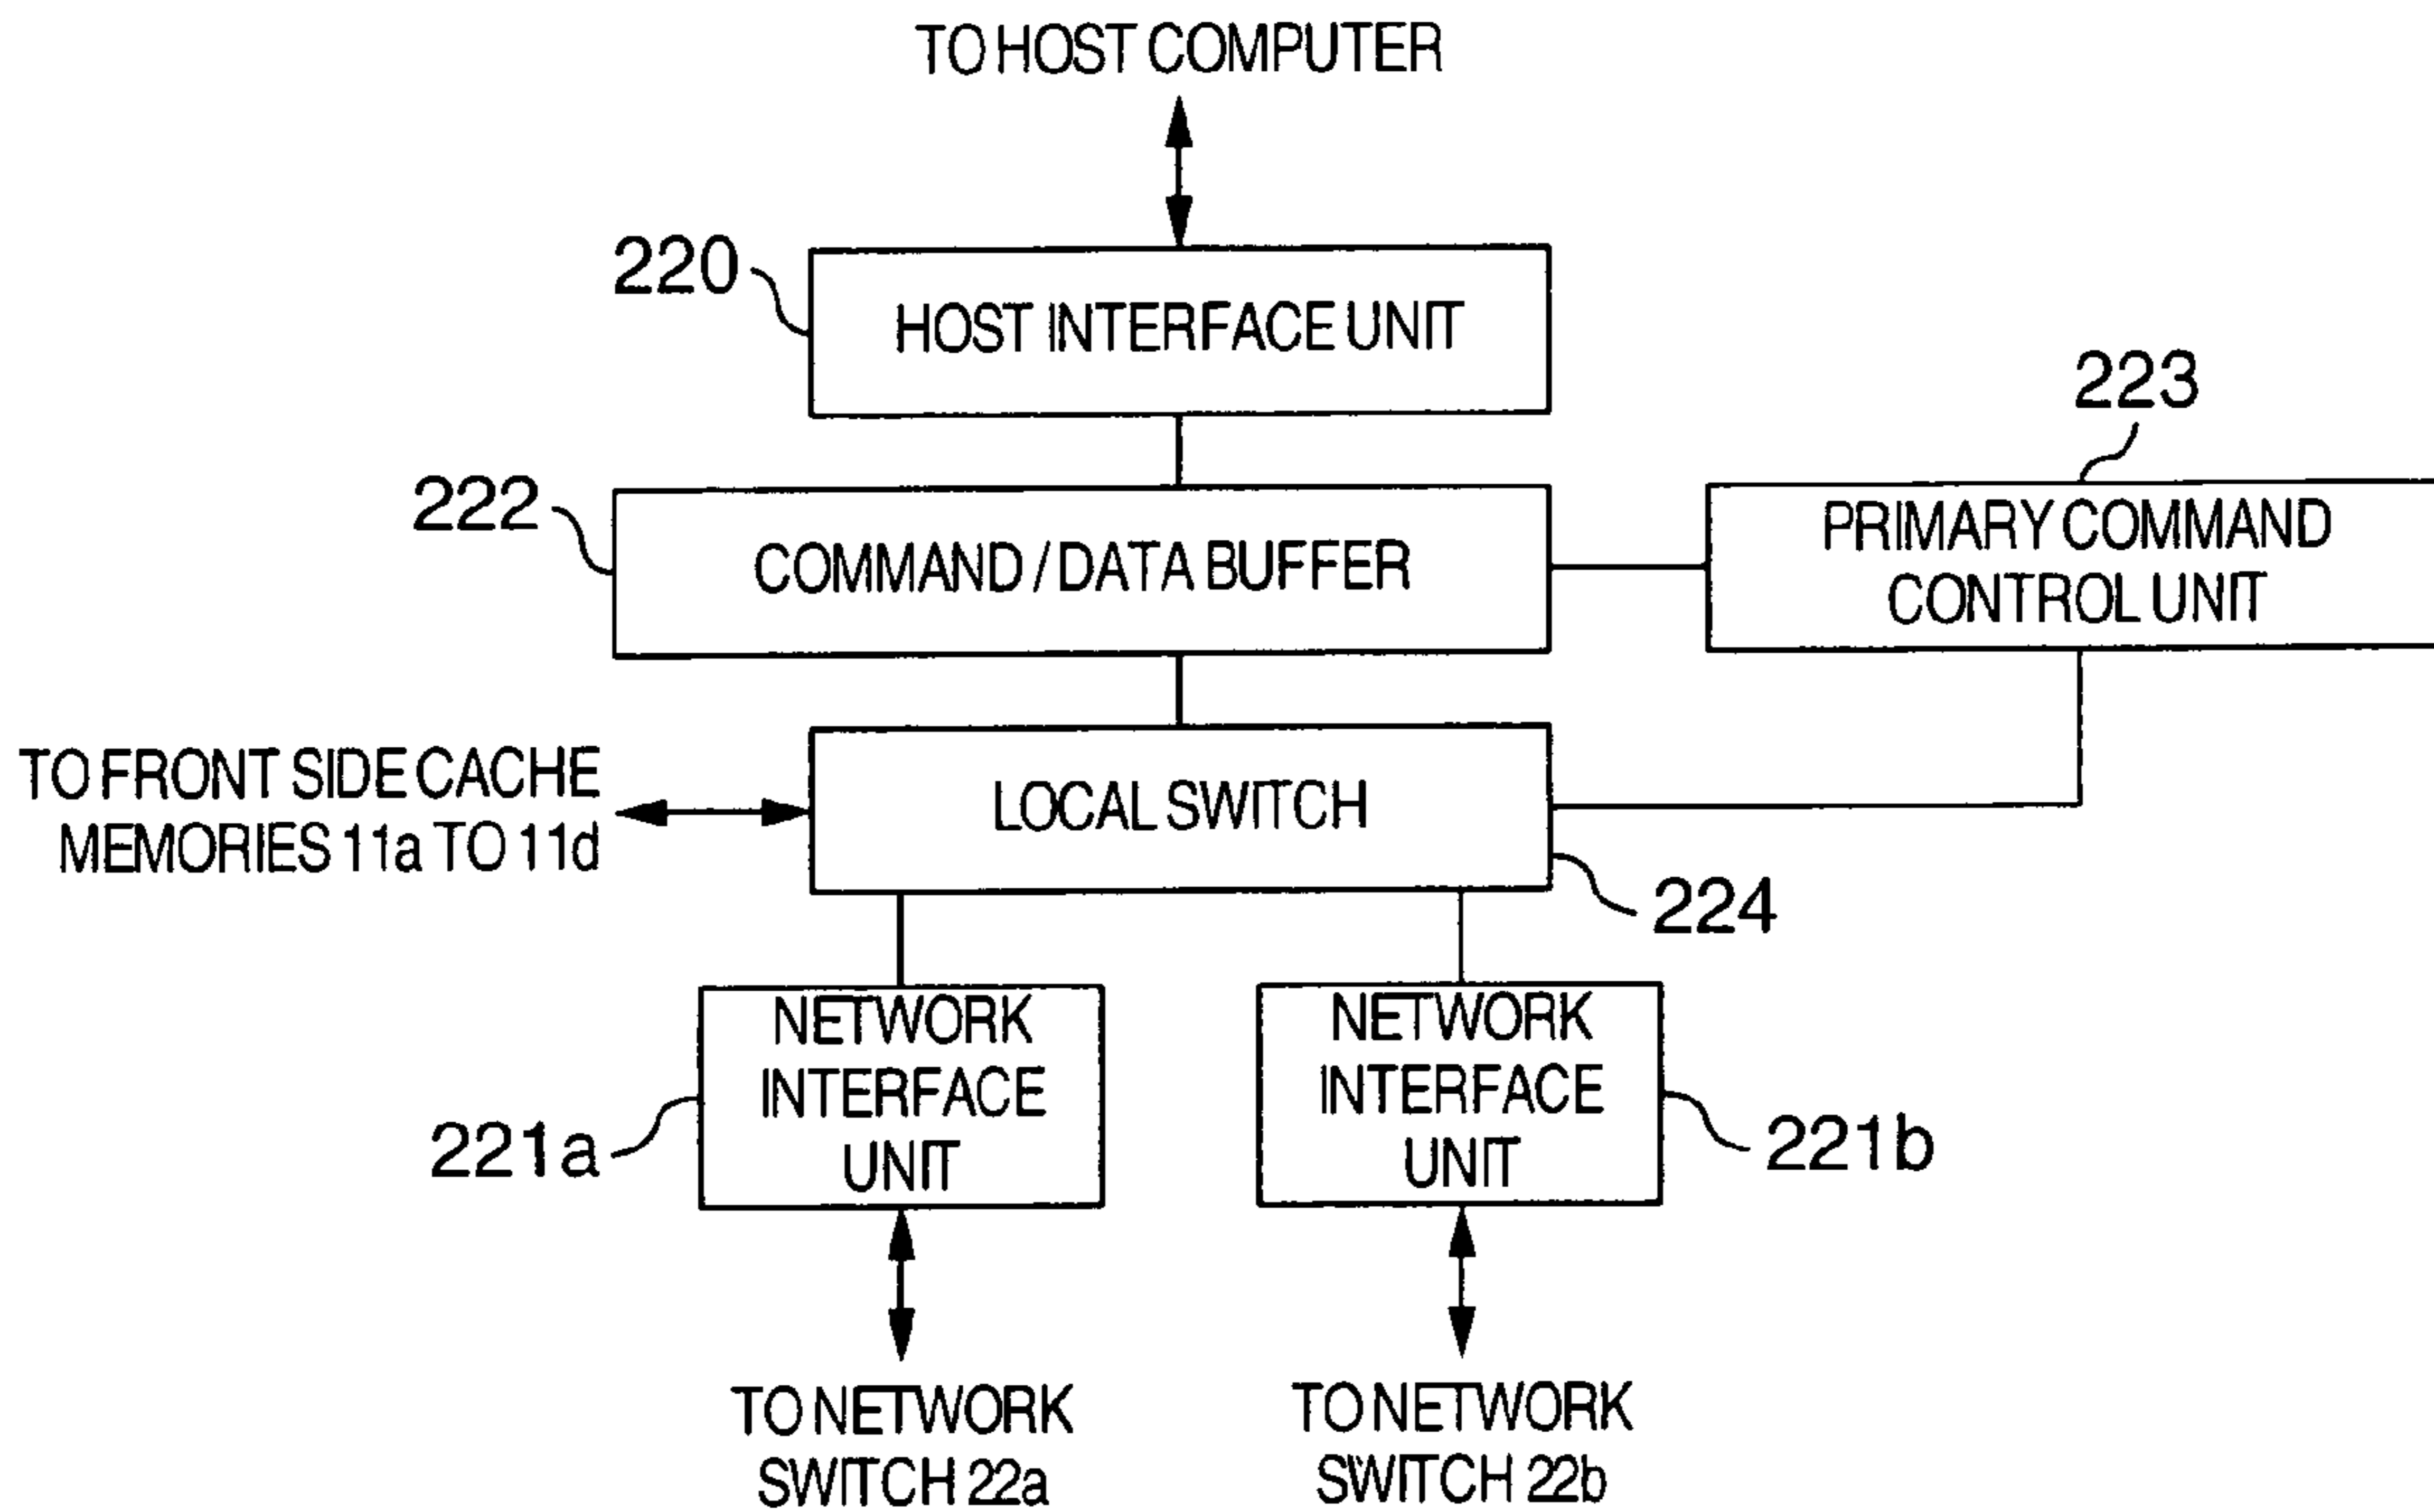 TO HOST COMPUTER
220
HOST INTERFACE UNIT
223
222
COMMAND / DATA BUFFER
PRIMARY COMMAND
CONTROL UNIT
TO FRONT SIDE CACHE
MEMORIES 11a TO 11d
LOCAL SWITCH
224
NETWORK
INTERFACE
UNIT
221a
NETWORK
INTERFACE
UNIT
221b
TO NETWORK
SWITCH 22a
TO NETWORK
SWITCH 22b